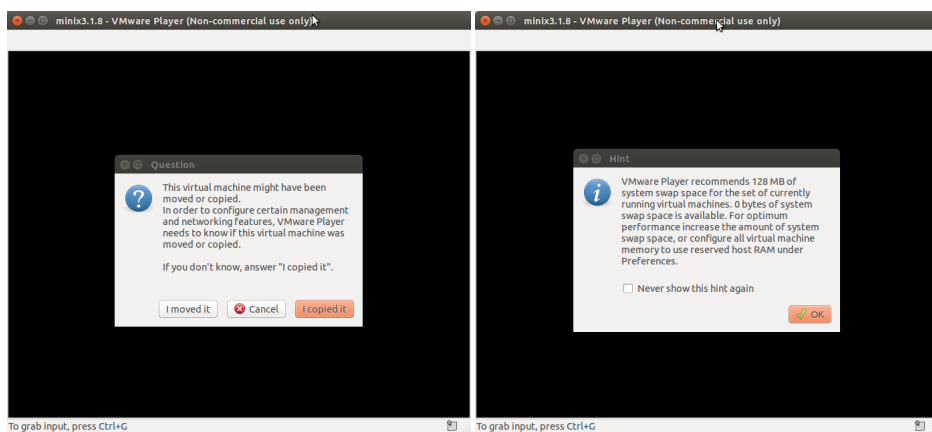 minix3.1.8 - VMware Player (Non-commercial use only)
Question
This virtual machine might have been
moved or copied.
In order to configure certain management
and networking features, VMware Player
needs to know if this virtual machine was
moved or copied.
If you don't know, answer "I copied it".
I moved it
Cancel
I copied it
To grab input, press Ctrl+G
minix3.1.8 - VMware Player (Non-commercial use only)
Hint
VMware Player recommends 128 MB of
system swap space for the set of currently
running virtual machines. 0 bytes of system
swap space is available. For optimum
performance increase the amount of system
swap space, or configure all virtual machine
memory to use reserved host RAM under
Preferences.
Never show this hint again
OK
To grab input, press Ctrl+G